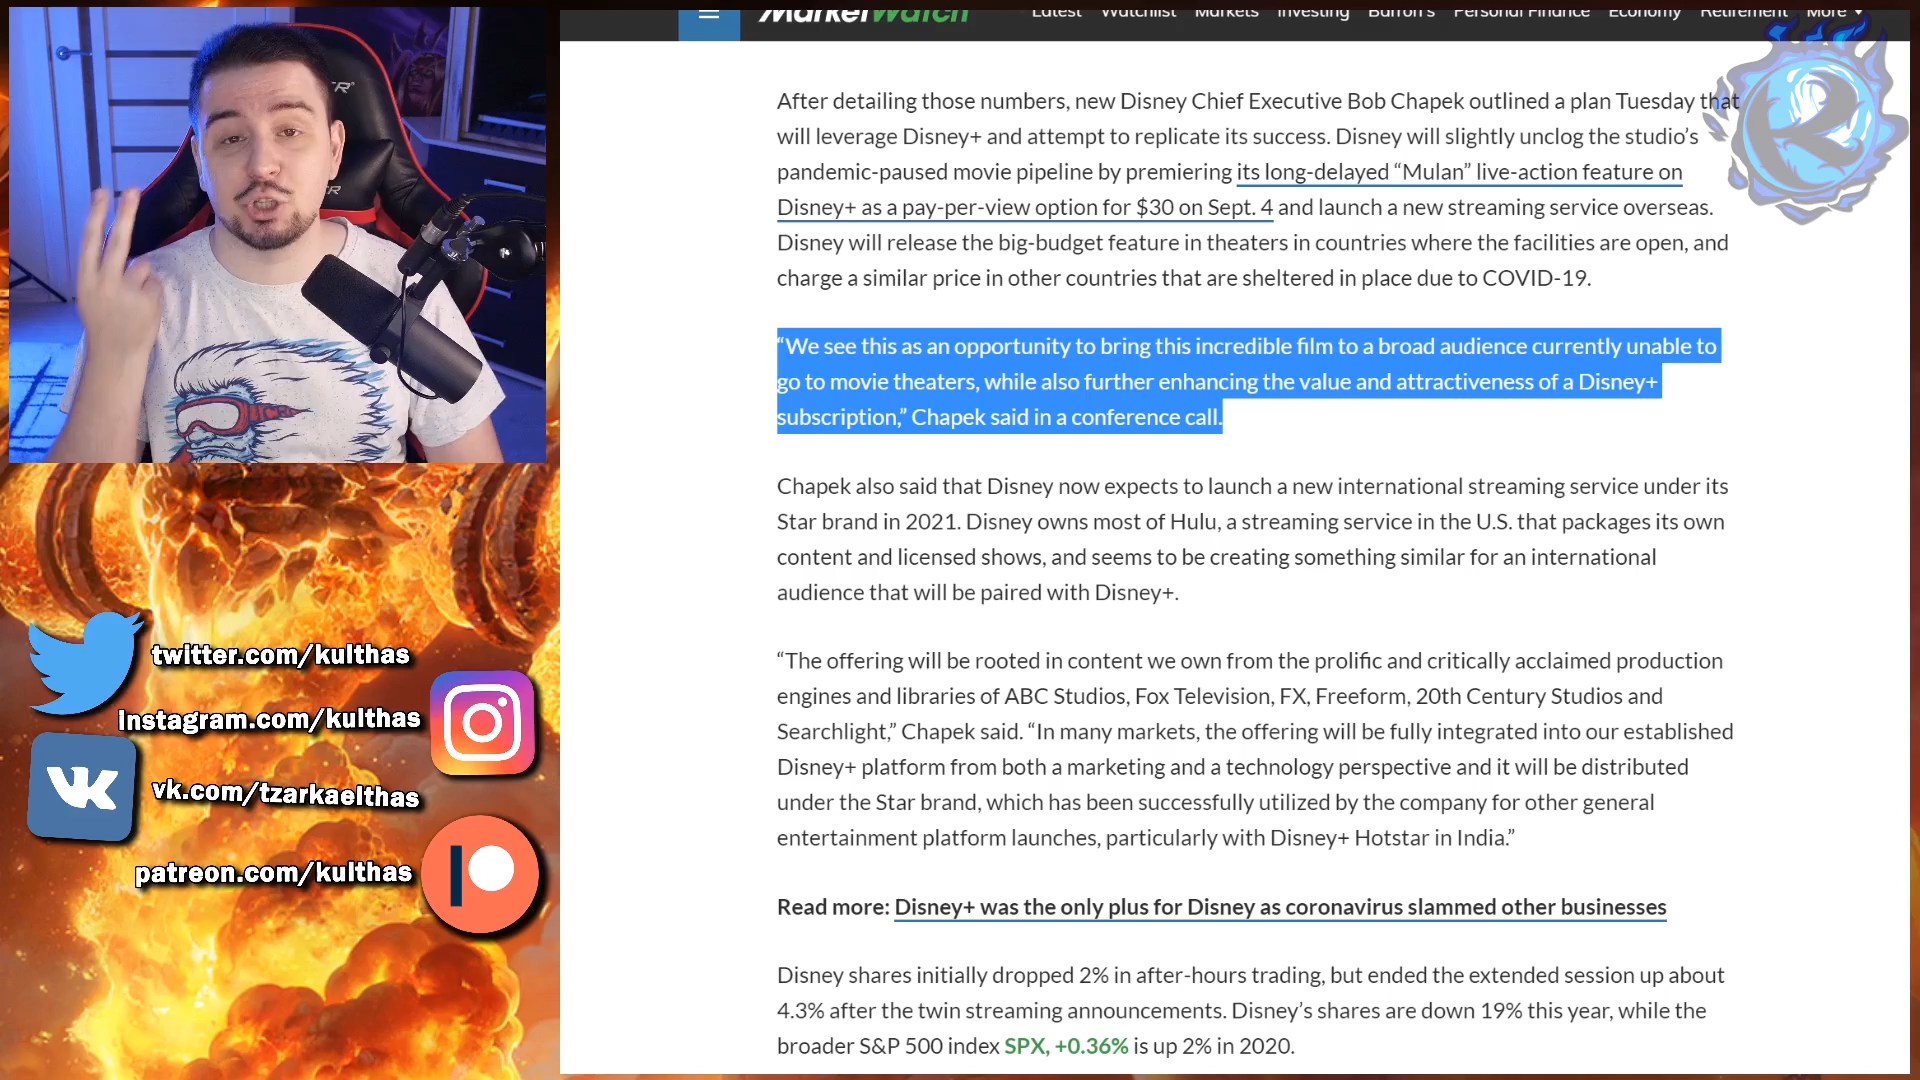 MarketWatch
Latest Watchlist Markets Investing Barron's Personal Finance Economy Retirement More
After detailing those numbers, new Disney Chief Executive Bob Chapek outlined a plan Tuesday that
will leverage Disney+ and attempt to replicate its success. Disney will slightly unclog the studio’s
pandemic-paused movie pipeline by premiering its long-delayed “Mulan” live-action feature on
Disney+ as a pay-per-view option for $30 on Sept. 4 and launch a new streaming service overseas.
Disney will release the big-budget feature in theaters in countries where the facilities are open, and
charge a similar price in other countries that are sheltered in place due to COVID-19.
“We see this as an opportunity to bring this incredible film to a broad audience currently unable to
go to movie theaters, while also further enhancing the value and attractiveness of a Disney+
subscription,” Chapek said in a conference call.
Chapek also said that Disney now expects to launch a new international streaming service under its
Star brand in 2021. Disney owns most of Hulu, a streaming service in the U.S. that packages its own
content and licensed shows, and seems to be creating something similar for an international
audience that will be paired with Disney+.
“The offering will be rooted in content we own from the prolific and critically acclaimed production
engines and libraries of ABC Studios, Fox Television, FX, Freeform, 20th Century Studios and
Searchlight,” Chapek said. “In many markets, the offering will be fully integrated into our established
Disney+ platform from both a marketing and a technology perspective and it will be distributed
under the Star brand, which has been successfully utilized by the company for other general
entertainment platform launches, particularly with Disney+ Hotstar in India.”
Read more: Disney+ was the only plus for Disney as coronavirus slammed other businesses
Disney shares initially dropped 2% in after-hours trading, but ended the extended session up about
4.3% after the twin streaming announcements. Disney’s shares are down 19% this year, while the
broader S&P 500 index SPX, +0.36% is up 2% in 2020.
twitter.com/kulthas
instagram.com/kulthas
vk.com/tzarkaelthas
patreon.com/kulthas